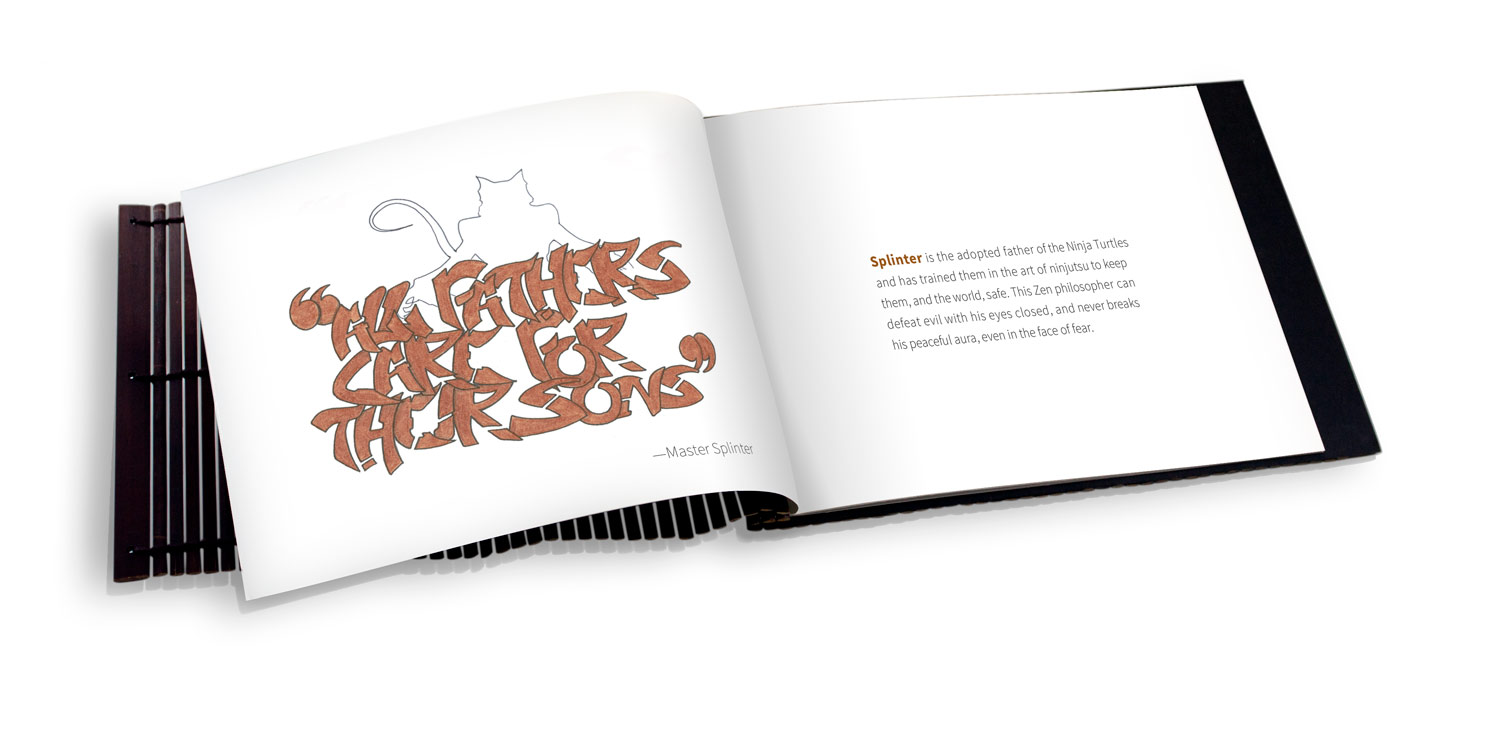 “ALL FATHERS
CARE FOR
THEIR SONS”
—Master Splinter
Splinter is the adopted father of the Ninja Turtles
and has trained them in the art of ninjutsu to keep
them, and the world, safe. This Zen philosopher can
defeat evil with his eyes closed, and never breaks
his peaceful aura, even in the face of fear.